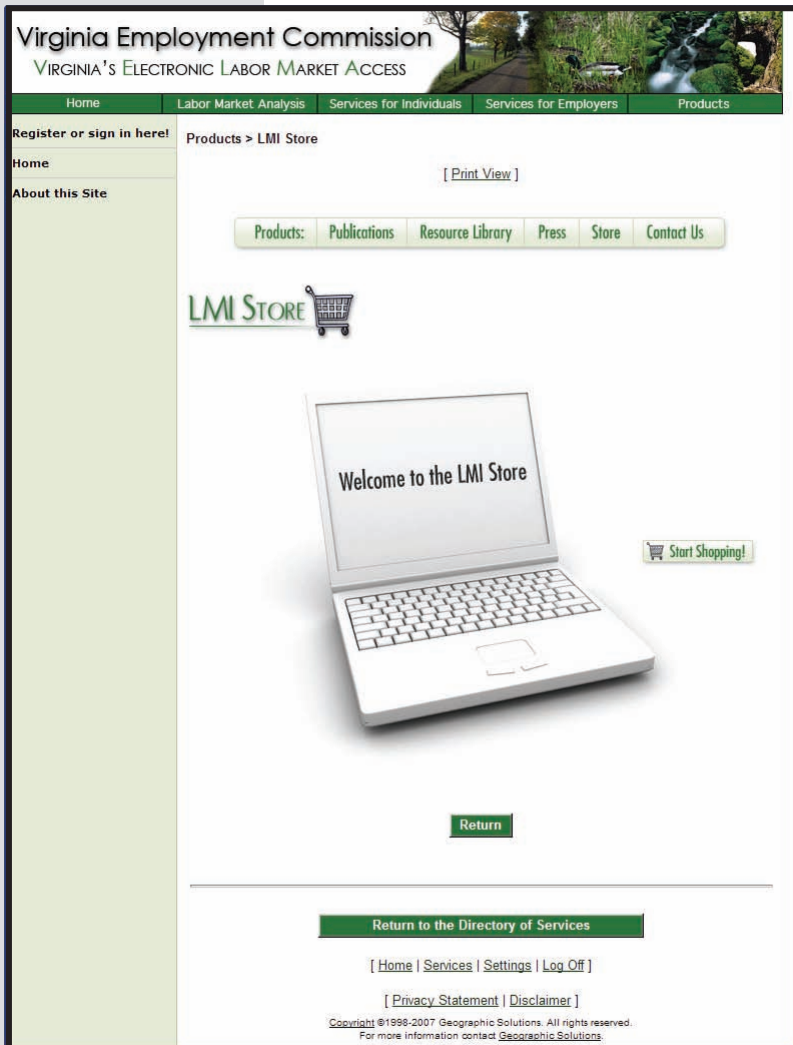 Virginia Employment Commission
VIRGINIA'S ELECTRONIC LABOR MARKET ACCESS
Home Labor Market Analysis Services for Individuals Services for Employers Products
Register or sign in here!
Home
About this Site
Products > LMI Store
[ Print View ]
Products: Publications Resource Library Press Store Contact Us
LMI STORE
Welcome to the LMI Store
Start Shopping!
Return
Return to the Directory of Services
[ Home | Services | Settings | Log Off ]
[ Privacy Statement | Disclaimer ]
Copyright ©1998-2007 Geographic Solutions. All rights reserved.
For more information contact Geographic Solutions.